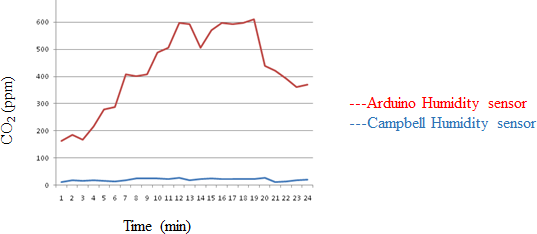 600
500
400
300
200
100
0
1 2 3 4 5 6 7 8 9 10 11 12 13 14 15 16 17 18 19 20 21 22 23 24
CO2 (ppm)
Time (min)
---Arduino Humidity sensor
---Campbell Humidity sensor